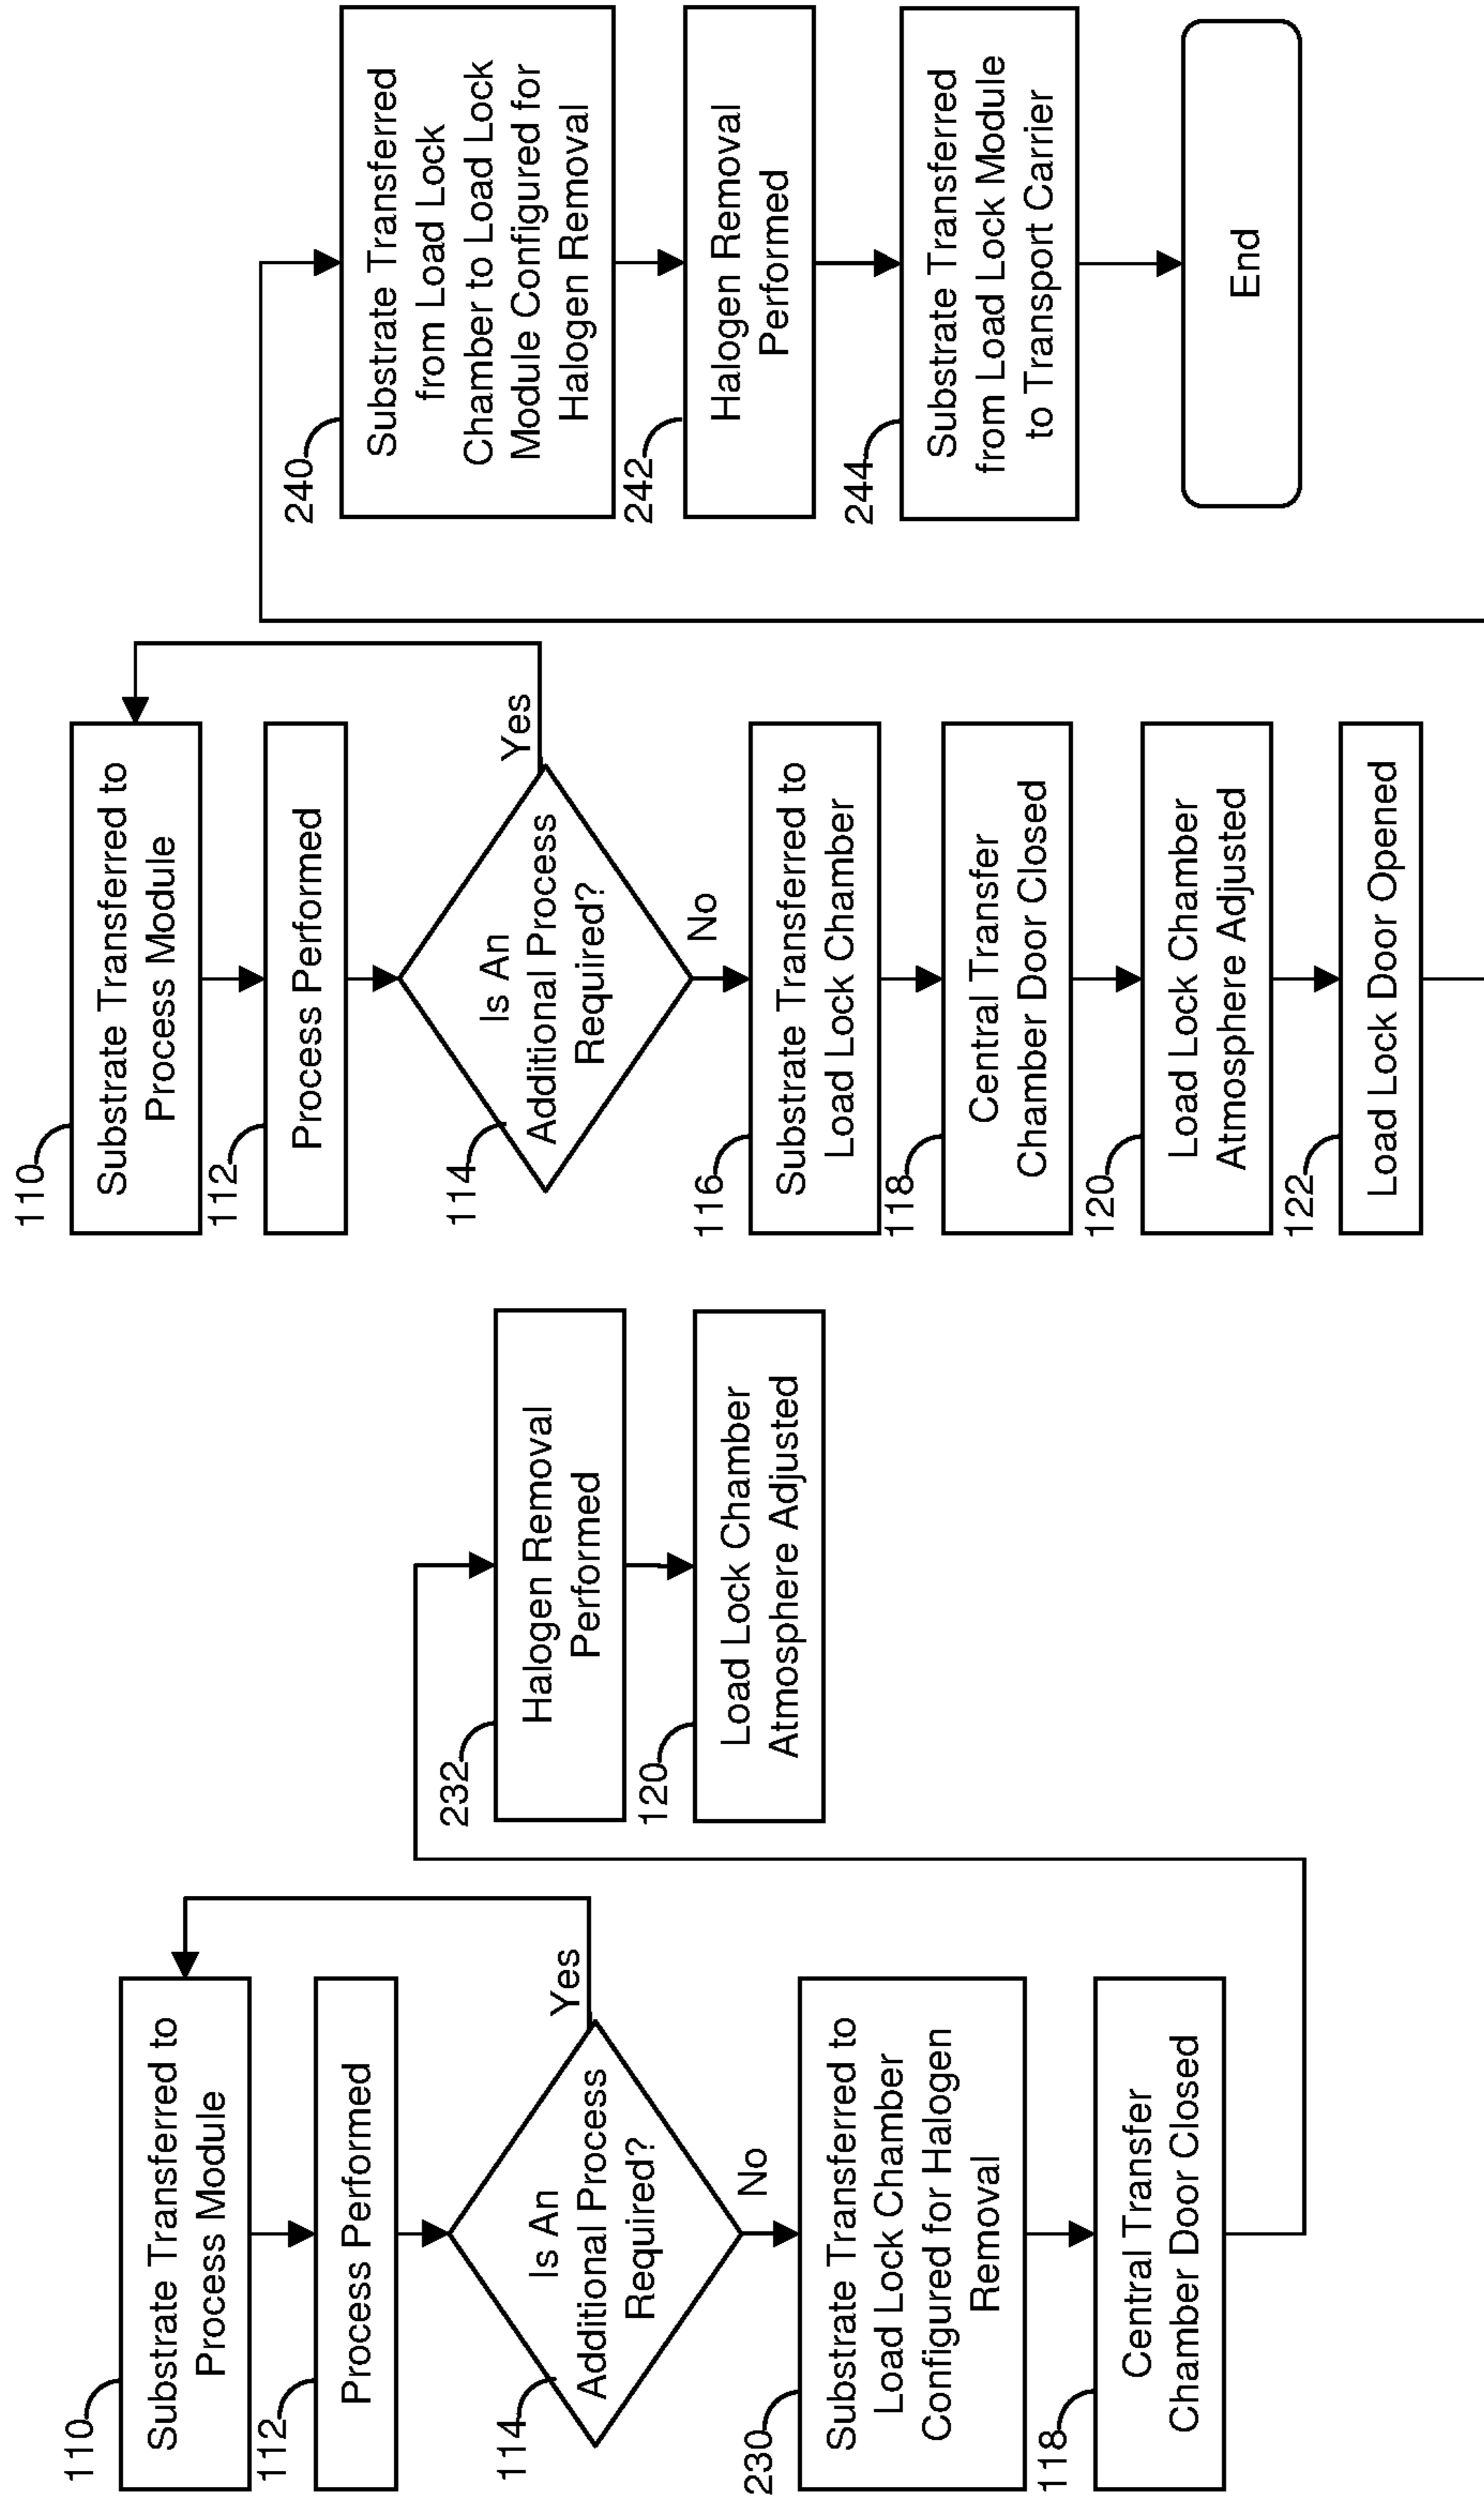 110
Substrate Transferred to
Process Module
112
Process Performed
114
Is An
Additional Process
Required?
Yes
No
230
Substrate Transferred to
Load Lock Chamber
Configured for Halogen
Removal
118
Central Transfer
Chamber Door Closed
232
Halogen Removal
Performed
120
Load Lock Chamber
Atmosphere Adjusted
110
Substrate Transferred to
Process Module
112
Process Performed
114
Is An
Additional Process
Required?
Yes
No
116
Substrate Transferred to
Load Lock Chamber
118
Central Transfer
Chamber Door Closed
120
Load Lock Chamber
Atmosphere Adjusted
122
Load Lock Door Opened
240
Substrate Transferred
from Load Lock
Chamber to Load Lock
Module Configured for
Halogen Removal
242
Halogen Removal
Performed
244
Substrate Transferred
from Load Lock Module
to Transport Carrier
End